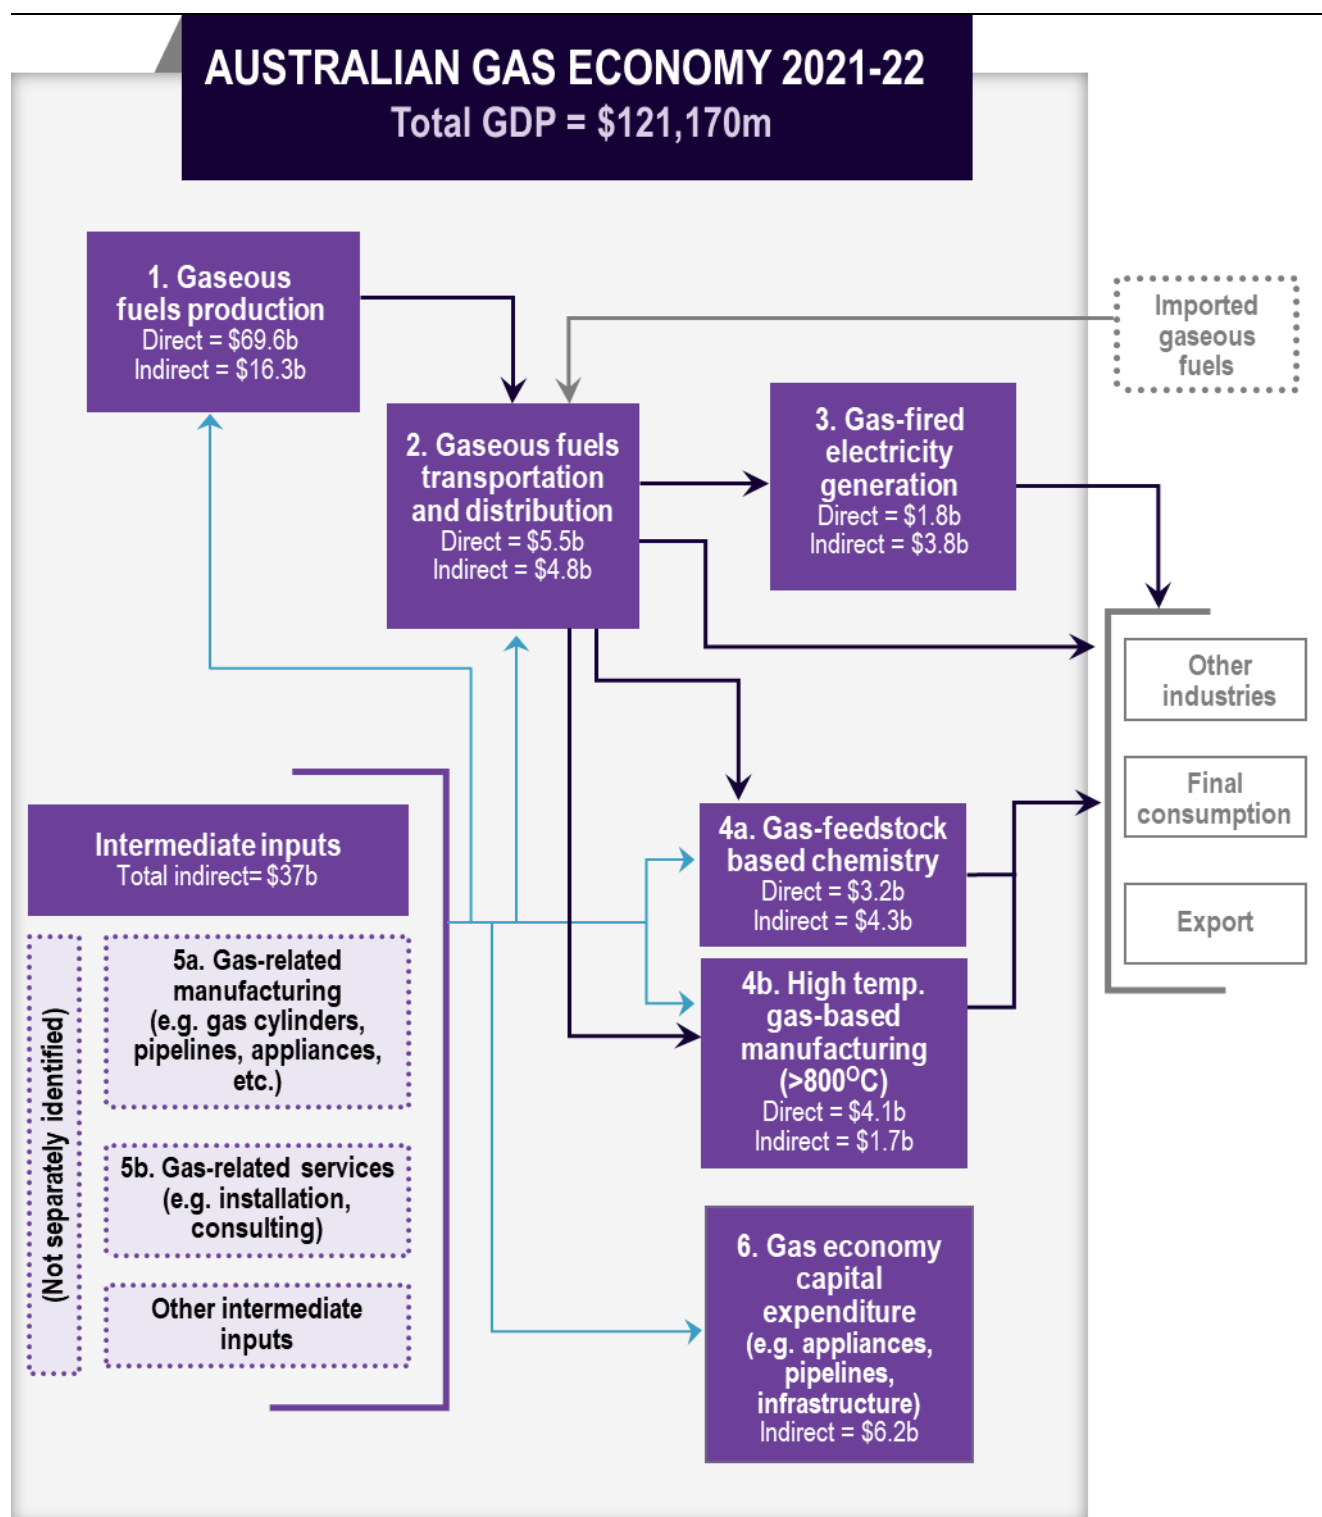 AUSTRALIAN GAS ECONOMY 2021-22
Total GDP = $121,170m
1. Gaseous
fuels production
Direct = $69.6b
Indirect = $16.3b
Imported
gaseous
fuels
2. Gaseous fuels
transportation
and distribution
Direct = $5.5b
Indirect = $4.8b
3. Gas-fired
electricity
generation
Direct = $1.8b
Indirect = $3.8b
Other
industries
Final
consumption
Export
Intermediate inputs
Total indirect= $37b
(Not separately identified)
5a. Gas-related
manufacturing
(e.g. gas cylinders,
pipelines, appliances,
etc.)
5b. Gas-related services
(e.g. installation,
consulting)
Other intermediate
inputs
4a. Gas-feedstock
based chemistry
Direct = $3.2b
Indirect = $4.3b
4b. High temp.
gas-based
manufacturing
(>800ᴼC)
Direct = $4.1b
Indirect = $1.7b
6. Gas economy
capital
expenditure
(e.g. appliances,
pipelines,
infrastructure)
Indirect = $6.2b